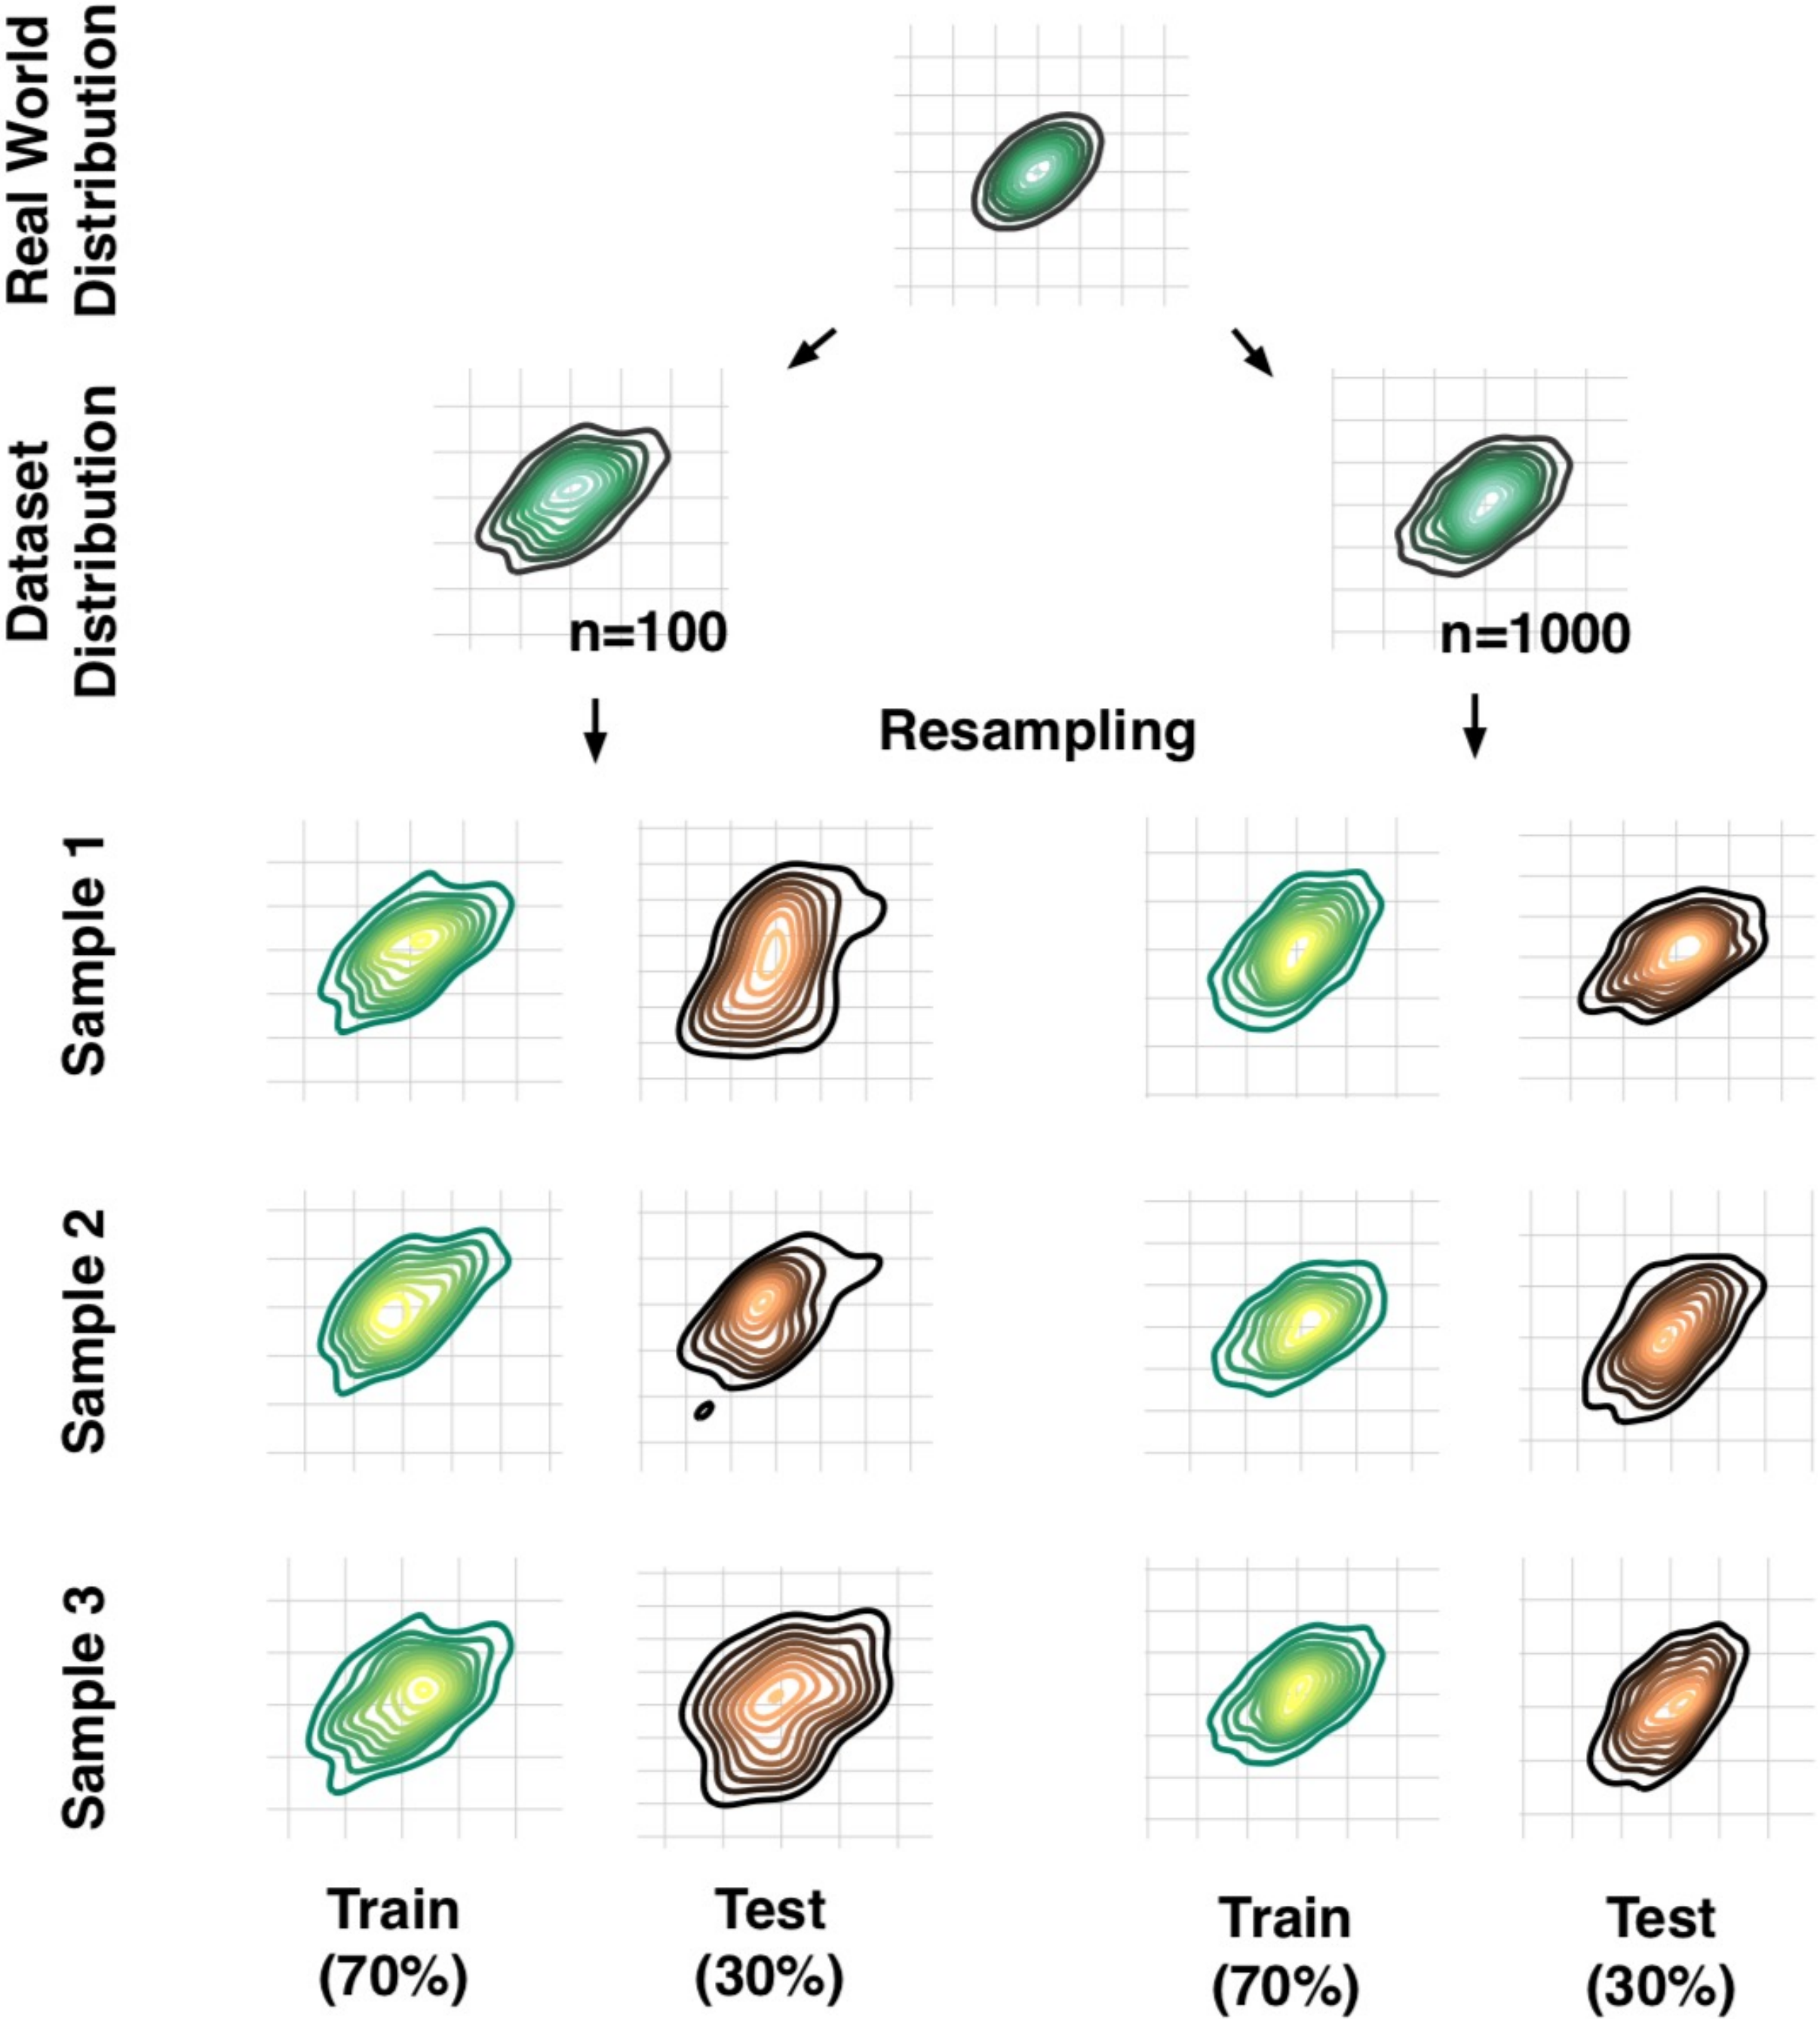 Real World
Distribution
Dataset
Distribution
n=100
n=1000
Resampling
Sample 1
Sample 2
Sample 3
Train
(70%)
Test
(30%)
Train
(70%)
Test
(30%)